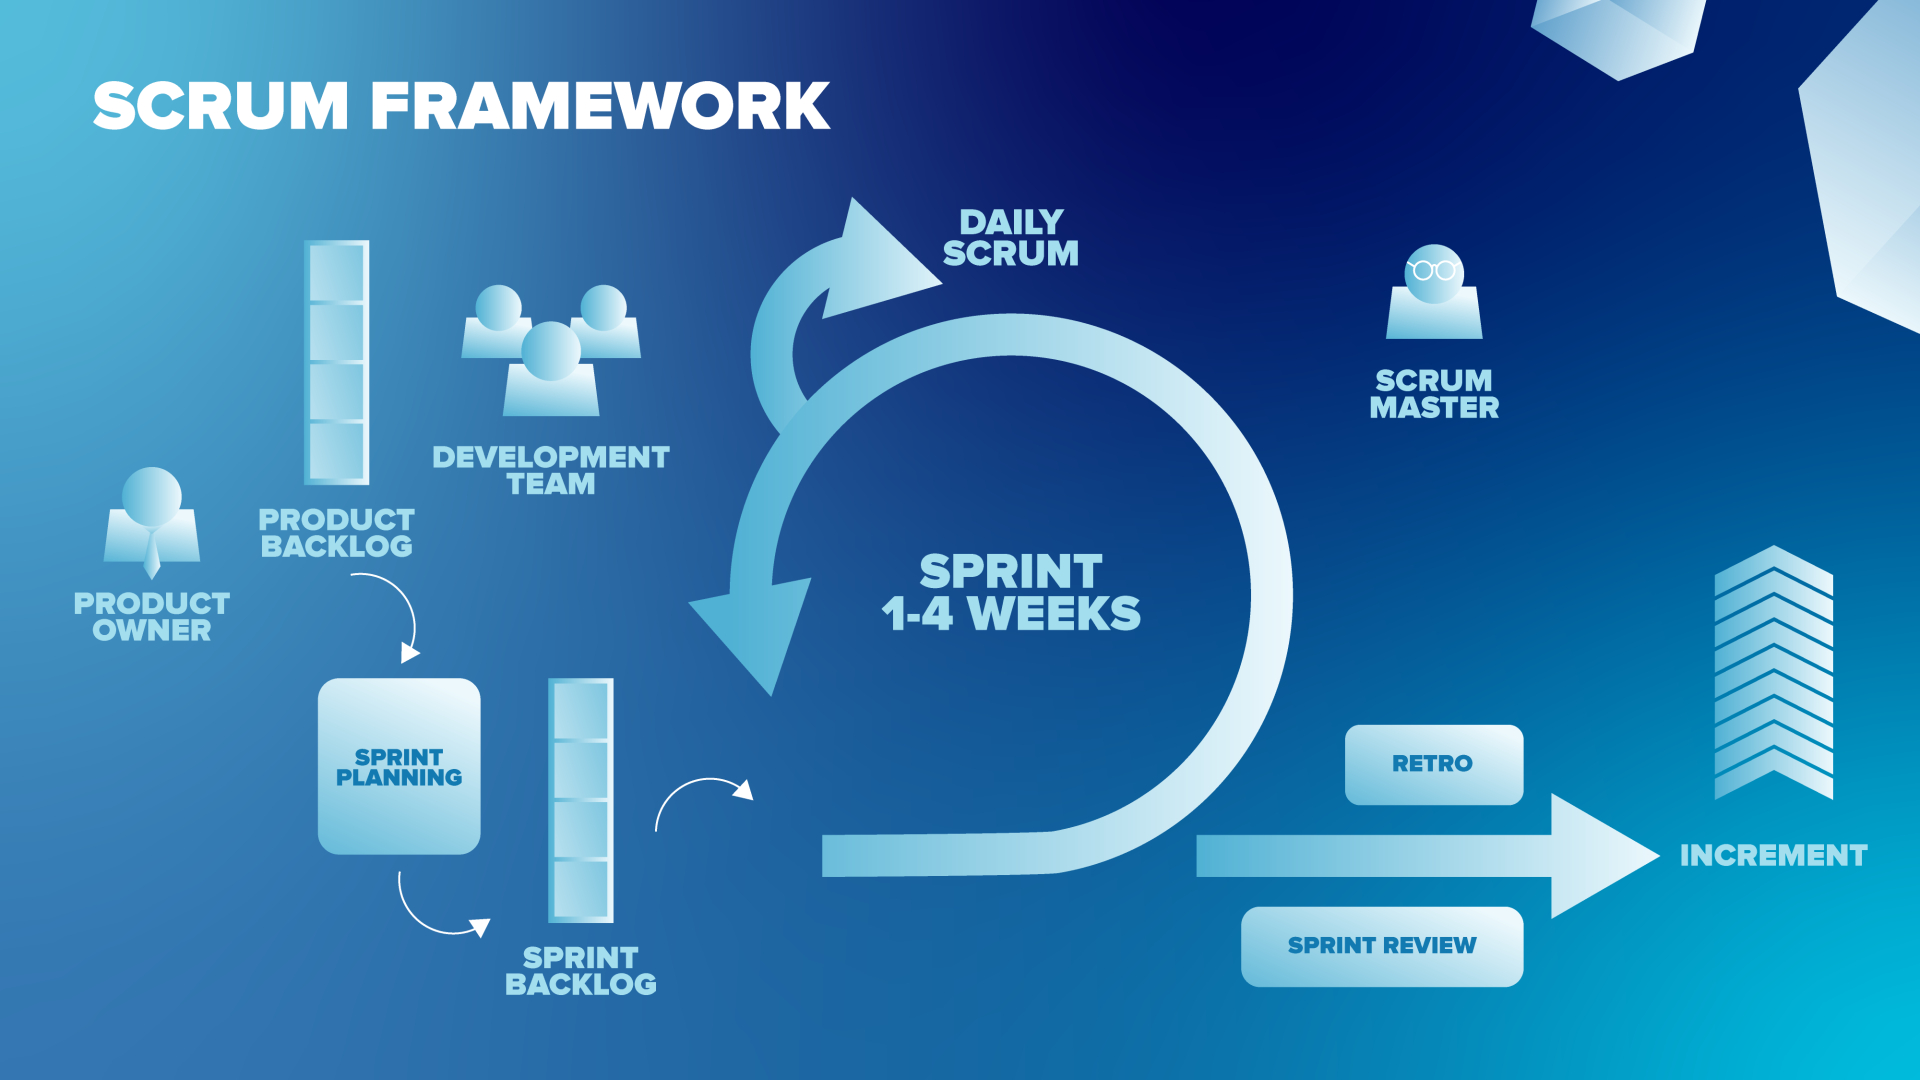 SCRUM FRAMEWORK
DAILY
SCRUM
SCRUM
MASTER
DEVELOPMENT
TEAM
PRODUCT
BACKLOG
PRODUCT
OWNER
SPRINT
1-4 WEEKS
SPRINT
PLANNING
RETRO
INCREMENT
SPRINT REVIEW
SPRINT
BACKLOG